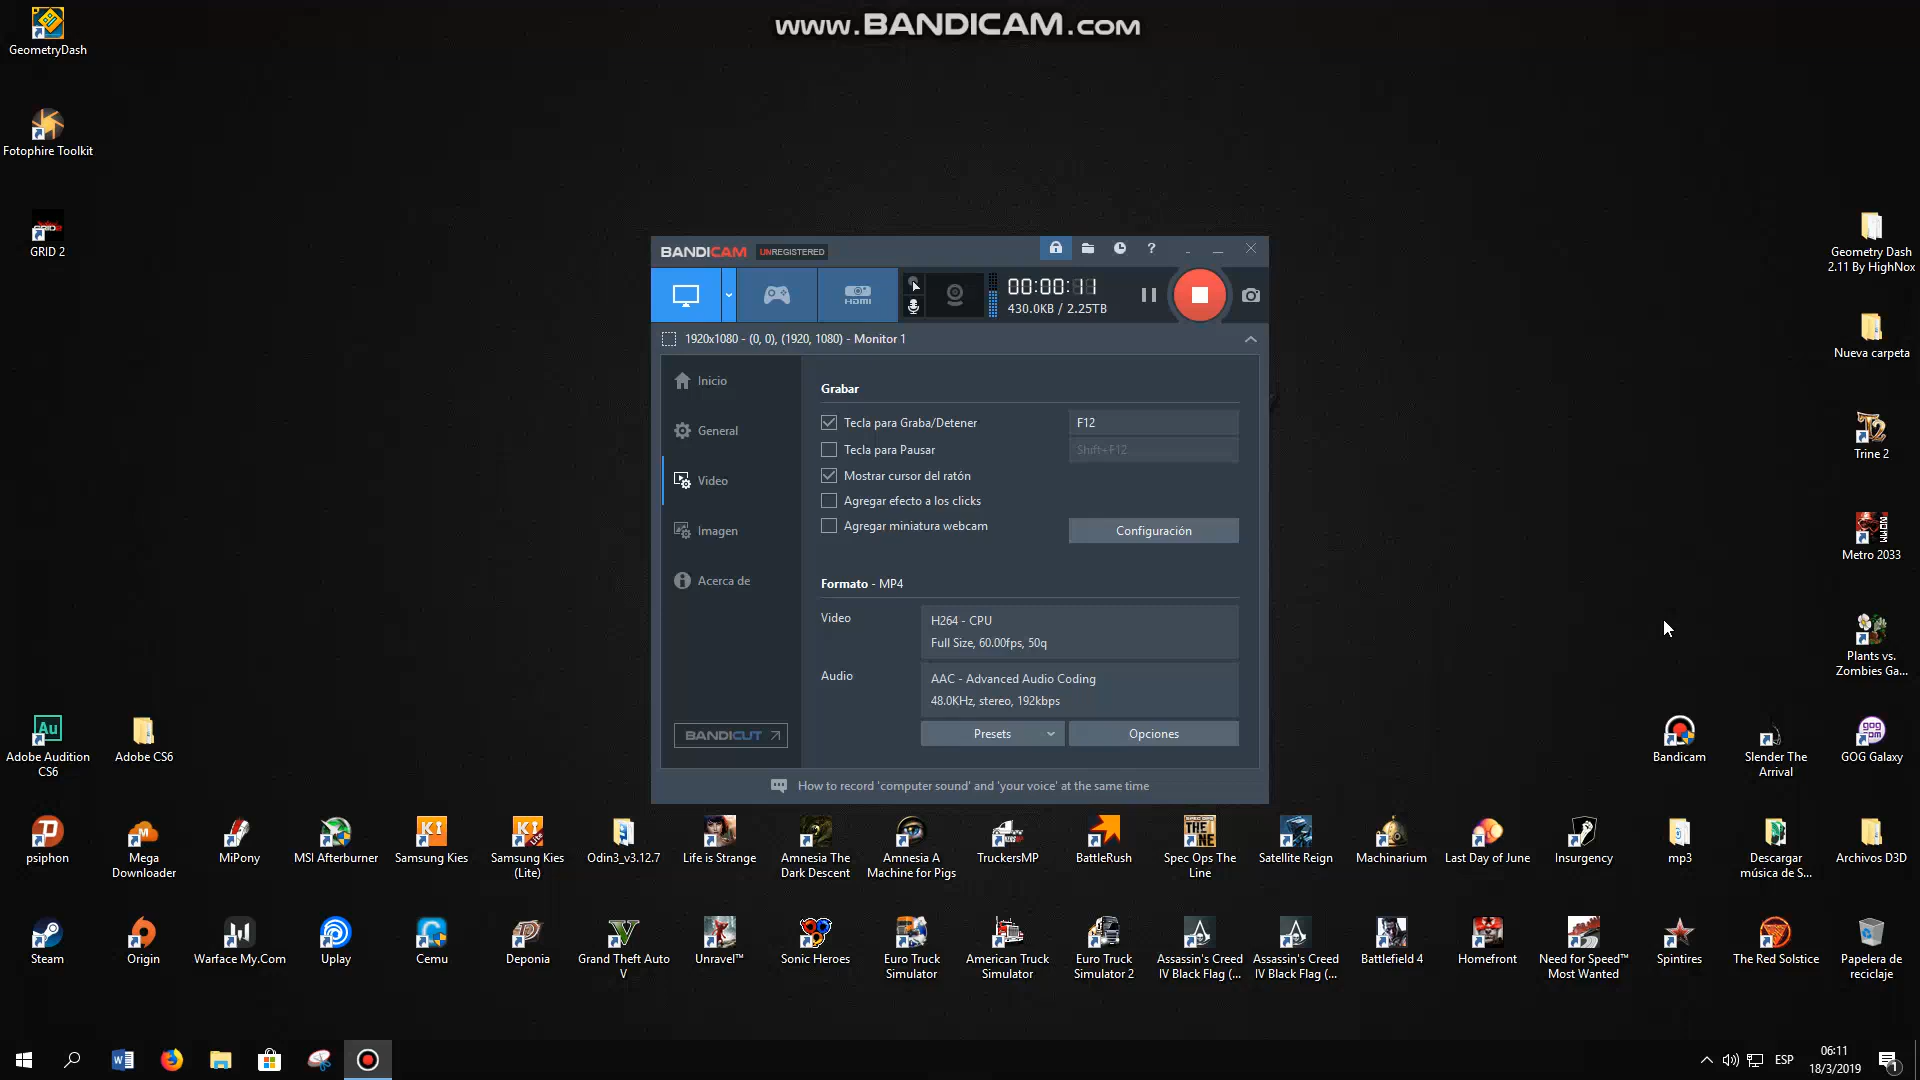 www.BANDICAM.com
GeometryDash
Fotophire Toolkit
GRID 2
Geometry Dash
2.11 By HighNox
Nueva carpeta
Trine 2
Metro 2033
Plants vs.
Zombies Ga...
BANDICAM UNREGISTERED
?
HDMI
00:00:11
430.0KB / 2.25TB
1920x1080 - (0, 0), (1920, 1080) - Monitor 1
Inicio
General
Video
Imagen
Acerca de
BANDICUT
Grabar
Tecla para Graba/Detener F12
Tecla para Pausar Shift+F12
Mostrar cursor del ratón
Agregar efecto a los clicks
Agregar miniatura webcam
Configuración
Formato - MP4
Video
H264 - CPU
Full Size, 60.00fps, 50q
Audio
AAC - Advanced Audio Coding
48.0KHz, stereo, 192kbps
Presets
Opciones
How to record 'computer sound' and 'your voice' at the same time
Au
Adobe Audition
CS6
Adobe CS6
Bandicam
Slender The
Arrival
gog
com
GOG Galaxy
psiphon
Mega
Downloader
MiPony
MSI Afterburner
Samsung Kies
Samsung Kies
(Lite)
Odin3_v3.12.7
Life is Strange
Amnesia The
Dark Descent
Amnesia A
Machine for Pigs
TruckersMP
BattleRush
Spec Ops The
Line
Satellite Reign
Machinarium
Last Day of June
Insurgency
mp3
Descargar
música de S...
Archivos D3D
Steam
Origin
Warface My.Com
Uplay
Cemu
Deponia
Grand Theft Auto
V
Unravel™
Sonic Heroes
Euro Truck
Simulator
American Truck
Simulator
Euro Truck
Simulator 2
Assassin's Creed
IV Black Flag (...
Assassin's Creed
IV Black Flag (...
Battlefield 4
Homefront
Need for Speed™
Most Wanted
Spintires
The Red Solstice
Papelera de
reciclaje
ESP
06:11
18/3/2019
1